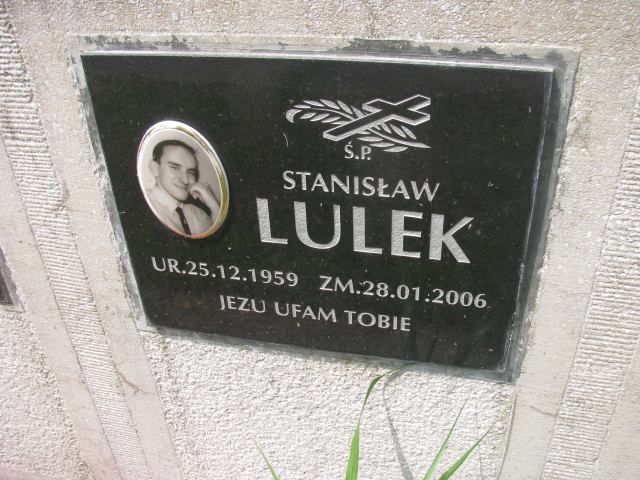 Ś.P.
STANISŁAW
LULEK
UR.25.12.1959 ZM.28.01.2006
JEZU UFAM TOBIE